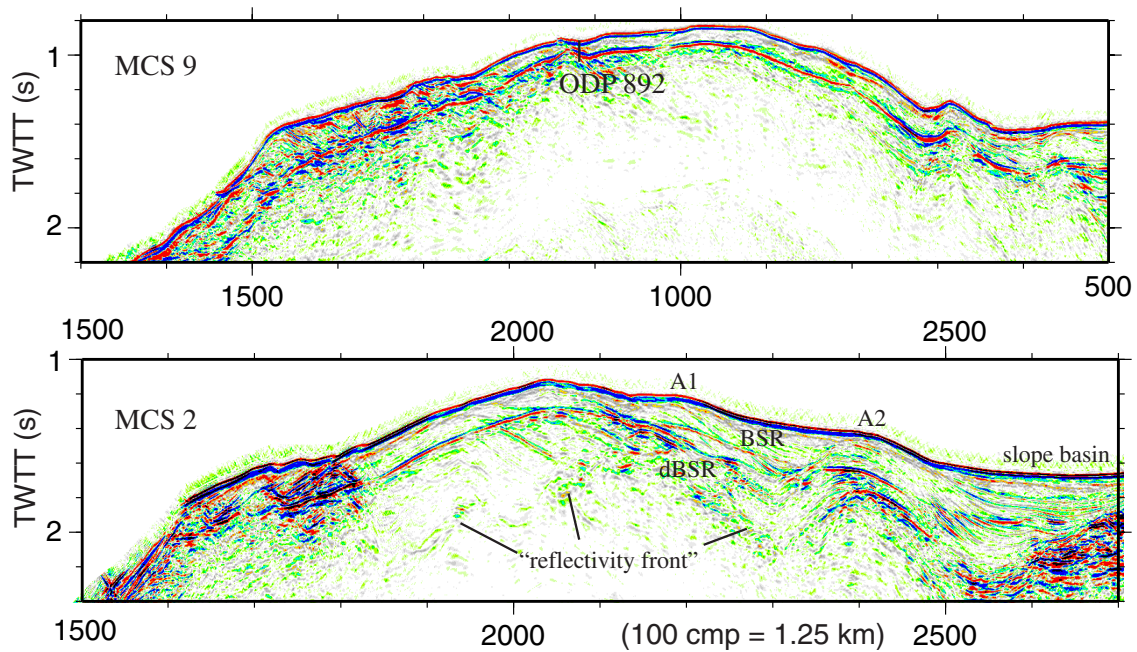 TWTT (s)
1
2
MCS 9
ODP 892
1500
1000
500
1500
2000
2500
TWTT (s)
1
2
MCS 2
A1
A2
BSR
dBSR
slope basin
“reflectivity front”
1500
2000
(100 cmp = 1.25 km)
2500